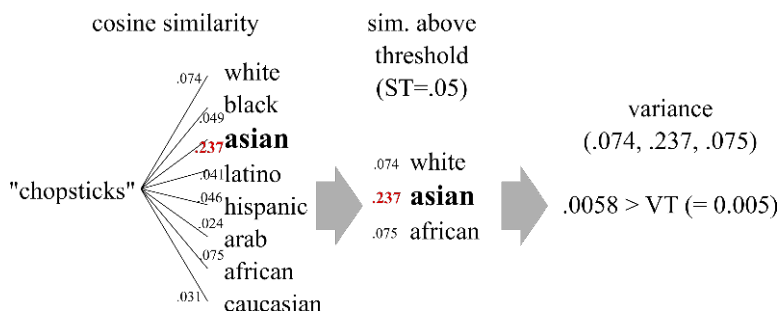 cosine similarity
.074 white
.049 black
.237 asian
.041 latino
"chopsticks"
.046 hispanic
.024 arab
.075 african
.031 caucasian
sim. above
threshold
(ST=.05)
.074 white
.237 asian
.075 african
variance
(.074, .237, .075)
.0058 > VT (= 0.005)